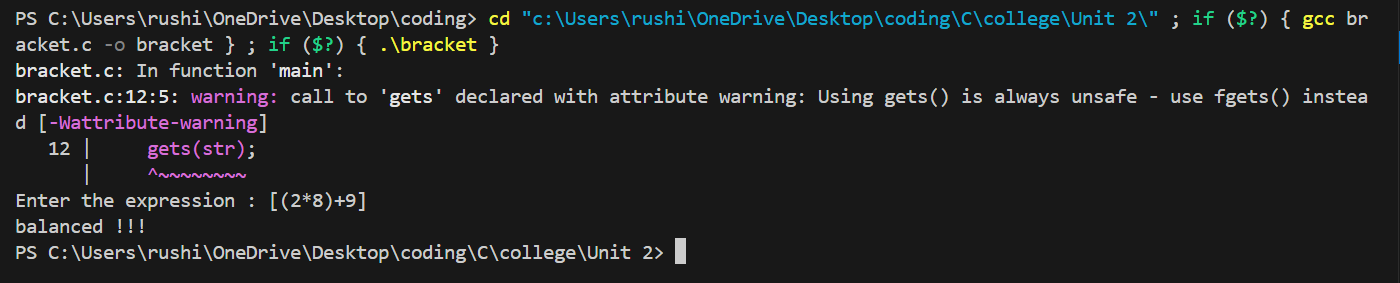 PS C:\Users\rushi\OneDrive\Desktop\coding> cd "c:\Users\rushi\OneDrive\Desktop\coding\C\college\Unit 2\" ; if ($?) { gcc br
acket.c -o bracket } ; if ($?) { .\bracket }
bracket.c: In function 'main':
bracket.c:12:5: warning: call to 'gets' declared with attribute warning: Using gets() is always unsafe - use fgets() instea
d [-Wattribute-warning]
   12 |     gets(str);
      |     ^~~~~~~~~
Enter the expression : [(2*8)+9]
balanced !!!
PS C:\Users\rushi\OneDrive\Desktop\coding\C\college\Unit 2>